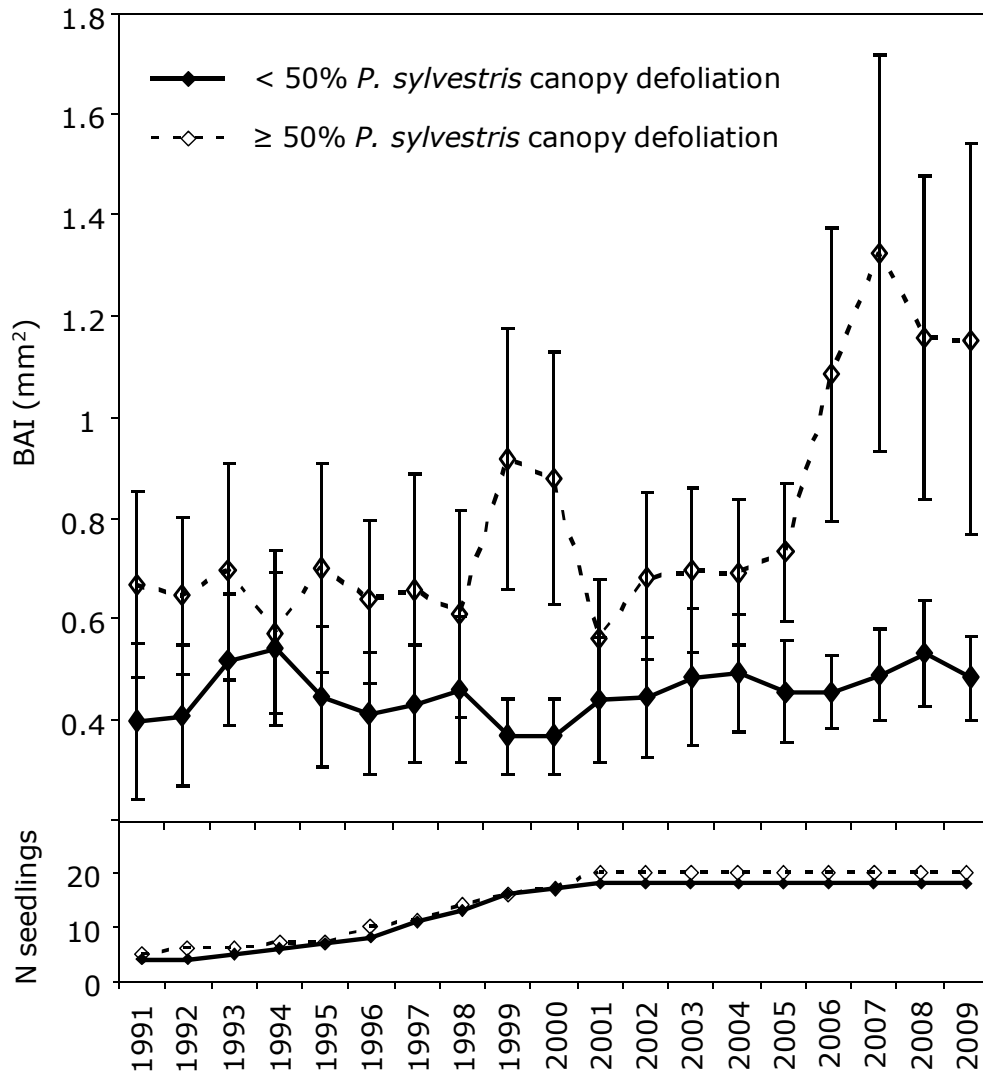 1.8
< 50% P. sylvestris canopy defoliation
≥ 50% P. sylvestris canopy defoliation
1.6
1.4
1.2
1
0.8
0.6
0.4
BAI (mm²)
N seedlings
20
10
0
1991 1992 1993 1994 1995 1996 1997 1998 1999 2000 2001 2002 2003 2004 2005 2006 2007 2008 2009